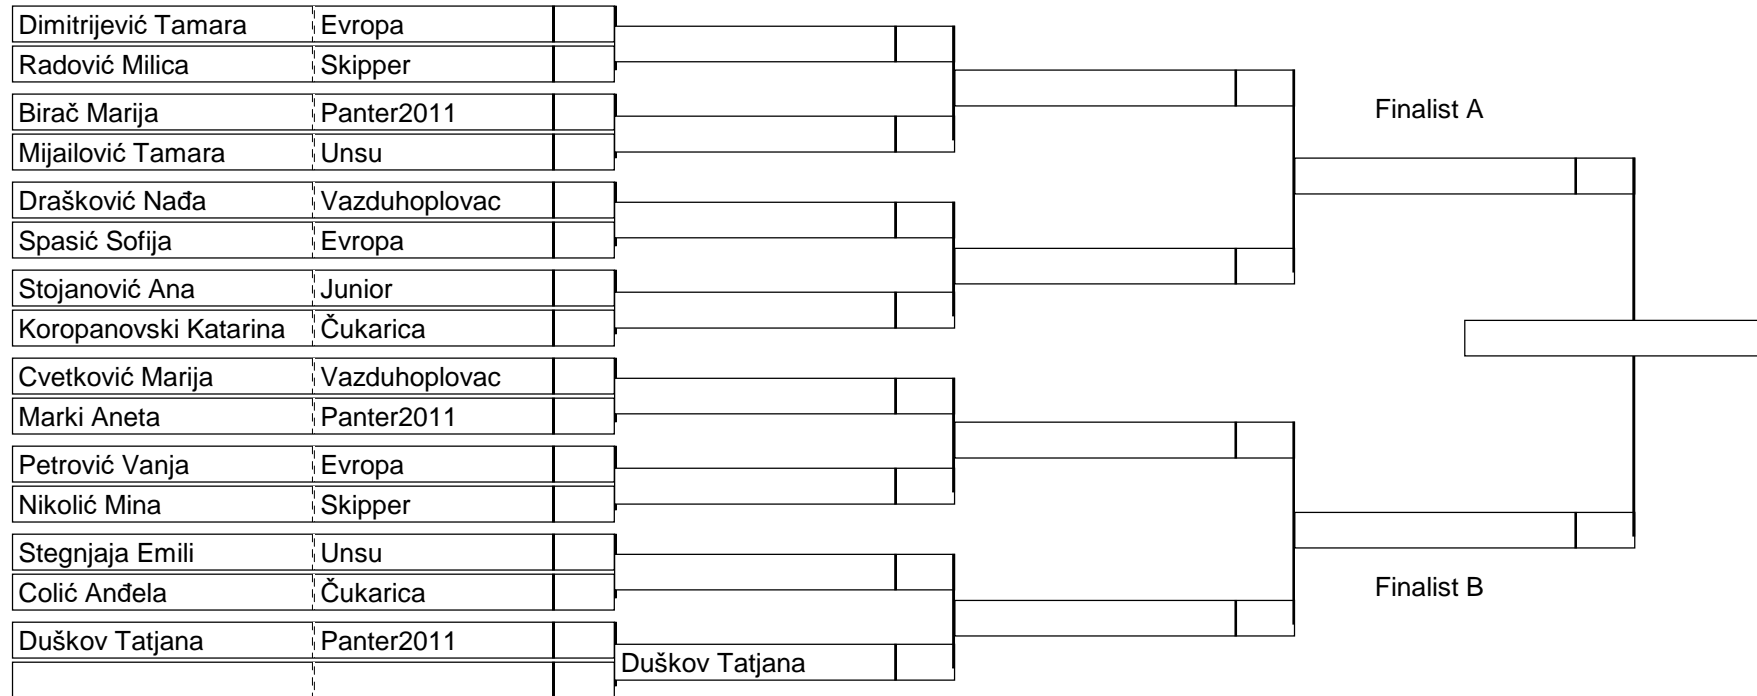 Dimitrijević Tamara Evropa
Radović Milica Skipper
Birač Marija Panter2011
Finalist A
Mijailović Tamara Unsu
Drašković Nađa Vazduhoplovac
Spasić Sofija Evropa
Stojanović Ana Junior
Koropanovski Katarina Čukarica
Cvetković Marija Vazduhoplovac
Marki Aneta Panter2011
Petrović Vanja Evropa
Nikolić Mina Skipper
Stegnjaja Emili Unsu
Colić Anđela Čukarica
Finalist B
Duškov Tatjana Panter2011
Duškov Tatjana